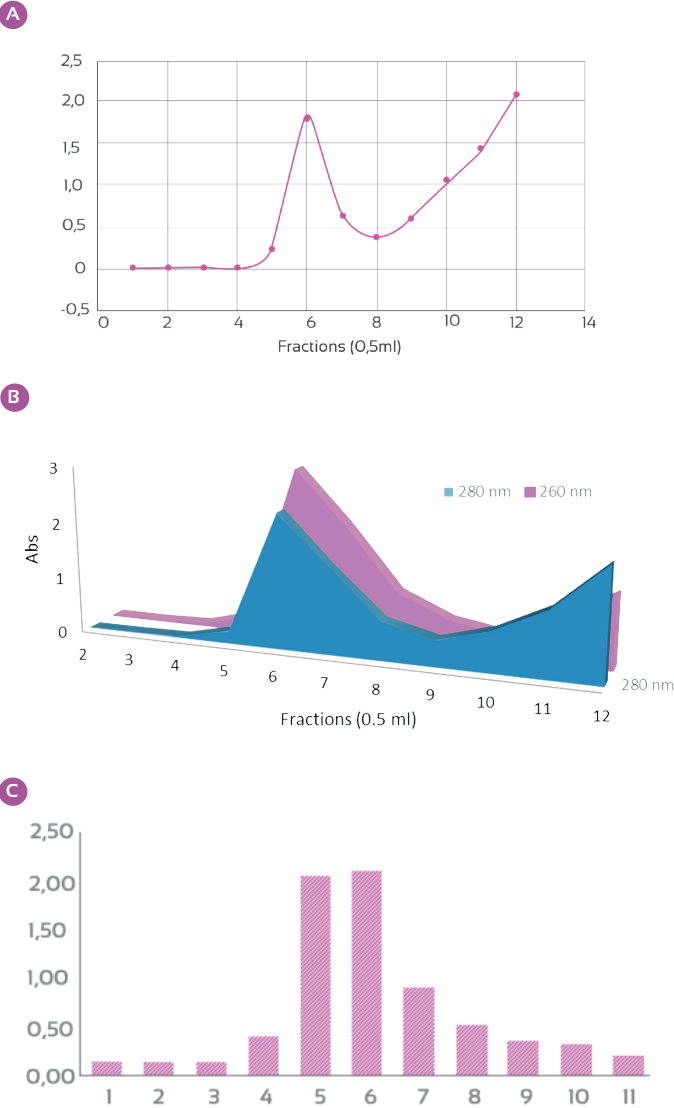 A
2,5
2,0
1,5
1,0
0,5
0
-0,5
0 2 4 6 8 10 12 14
Fractions (0,5ml)
B
3
2
1
0
Abs
280 nm 260 nm
2 3 4 5 6 7 8 9 10 11 12
280 nm
Fractions (0.5 ml)
C
2,50
2,00
1,50
1,00
0,50
0,00
1 2 3 4 5 6 7 8 9 10 11